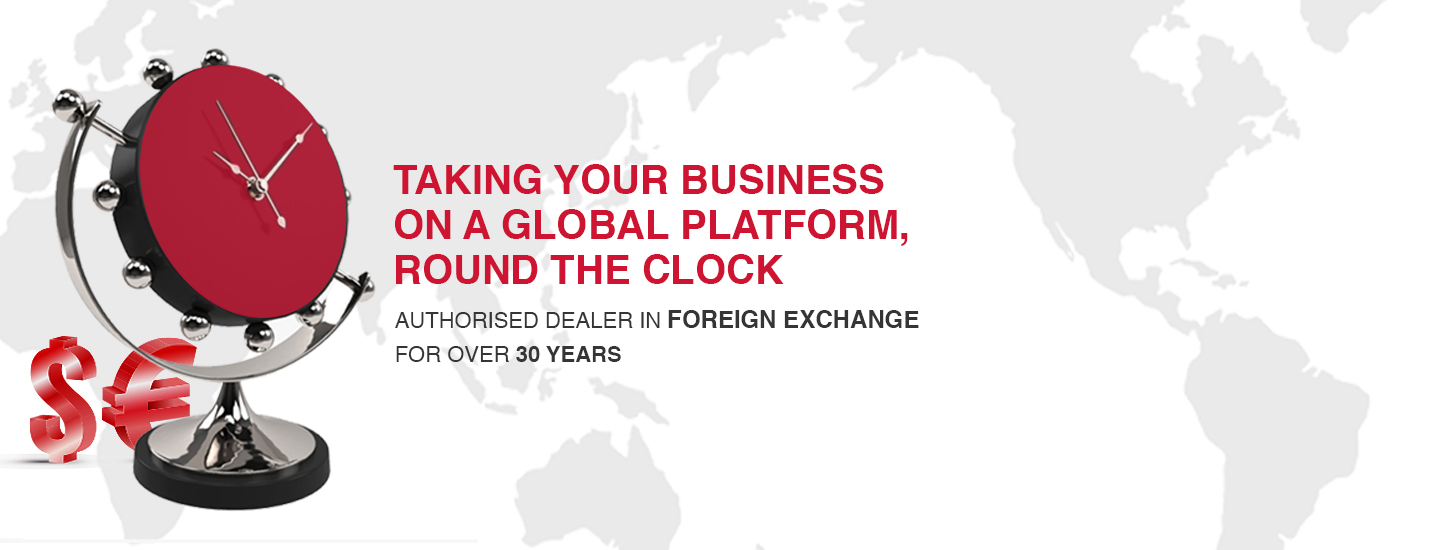 TAKING YOUR BUSINESS
ON A GLOBAL PLATFORM,
ROUND THE CLOCK
AUTHORISED DEALER IN FOREIGN EXCHANGE
FOR OVER 30 YEARS
$€